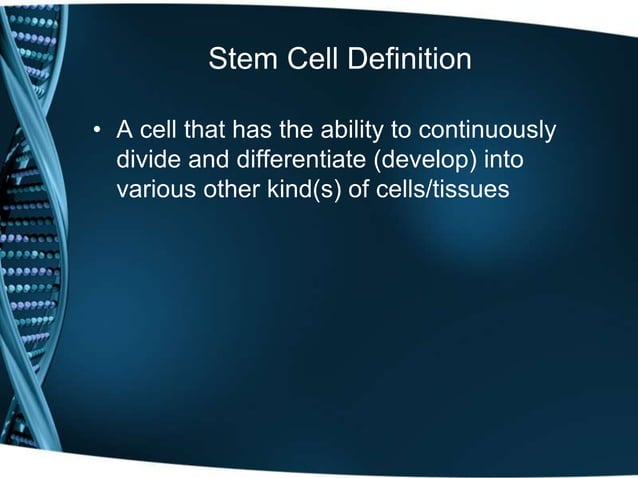 Stem Cell Definition
• A cell that has the ability to continuously
divide and differentiate (develop) into
various other kind(s) of cells/tissues